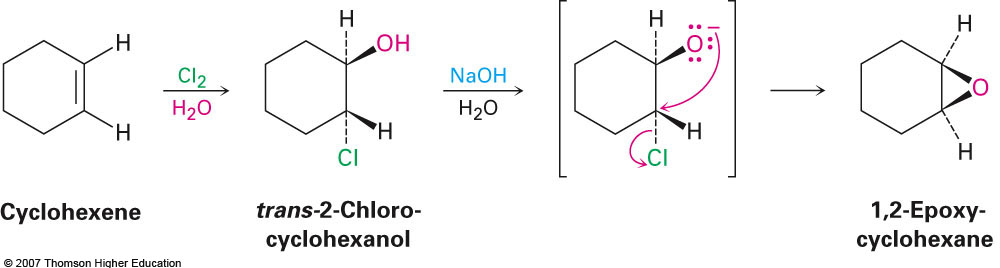 H
H
Cl2
H2O
H
OH
H
Cl
NaOH
H2O
H
O
−
H
Cl
H
O
H
Cyclohexene
trans-2-Chloro-
cyclohexanol
1,2-Epoxy-
cyclohexane
© 2007 Thomson Higher Education